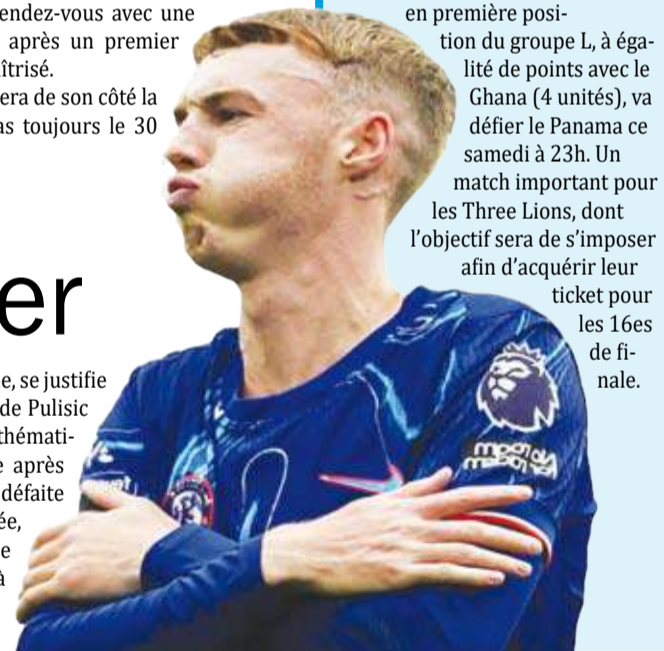 endez-vous avec une
après un premier
îtrisé.
era de son côté la
as toujours le 30
er
e, se justifie
de Pulisic
thémati-
e après
défaite
ée,
e
à
en première posi-
tion du groupe L, à éga-
lité de points avec le
Ghana (4 unités), va
défier le Panama ce
samedi à 23h. Un
match important pour
les Three Lions, dont
l’objectif sera de s’imposer
afin d’acquérir leur
ticket pour
les 16es
de fi-
nale.